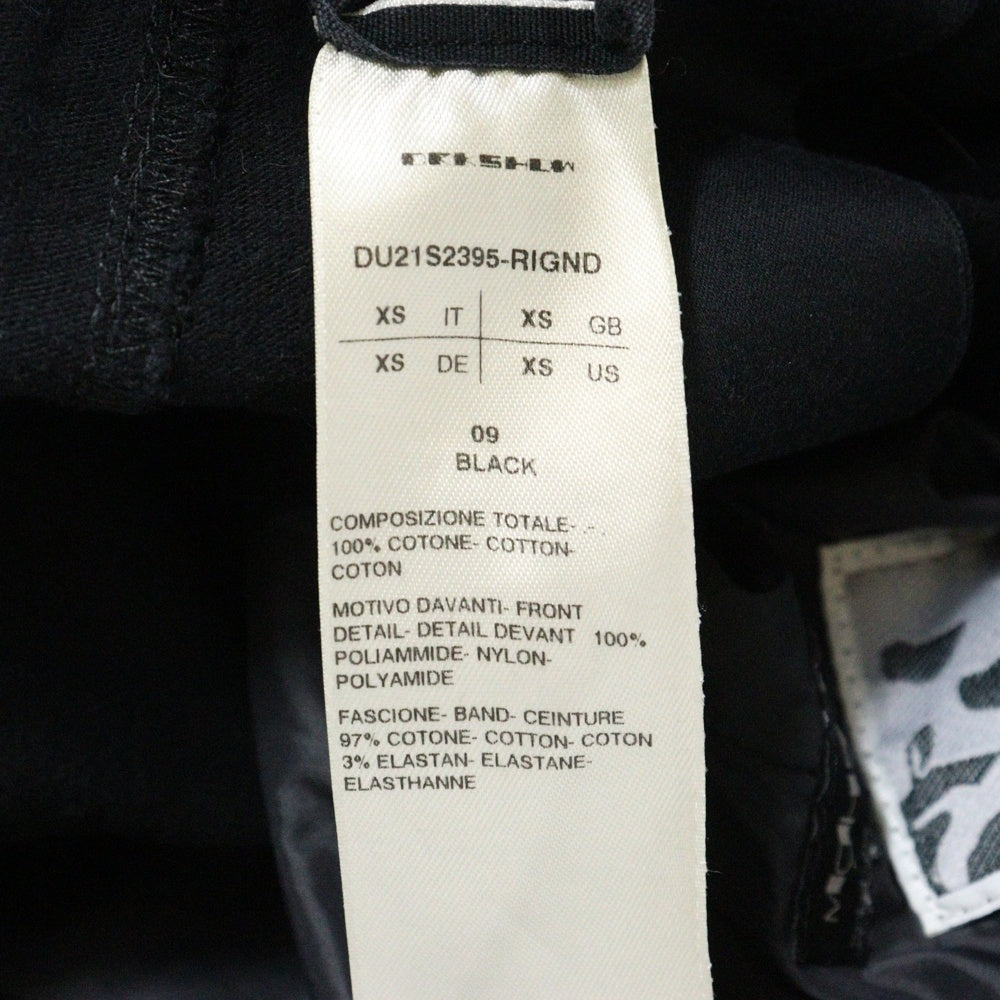 DRKSHDW
DU21S2395-RIGND
XS IT XS GB
XS DE XS US
09
BLACK
COMPOSIZIONE TOTALE- .-
100% COTONE- COTTON-
COTON
MOTIVO DAVANTI- FRONT
DETAIL- DETAIL DEVANT 100%
POLIAMMIDE- NYLON-
POLYAMIDE
FASCIONE- BAND- CEINTURE
97% COTONE- COTTON- COTON
3% ELASTAN- ELASTANE-
ELASTHANNE